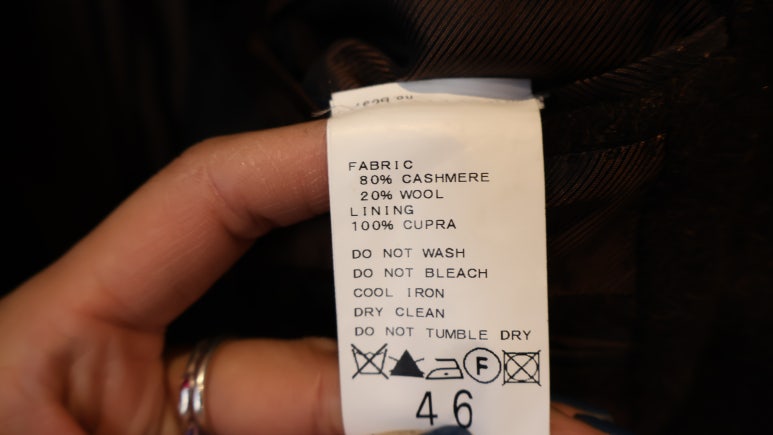 FABRIC
80% CASHMERE
20% WOOL
LINING
100% CUPRA
DO NOT WASH
DO NOT BLEACH
COOL IRON
DRY CLEAN
DO NOT TUMBLE DRY
F
46